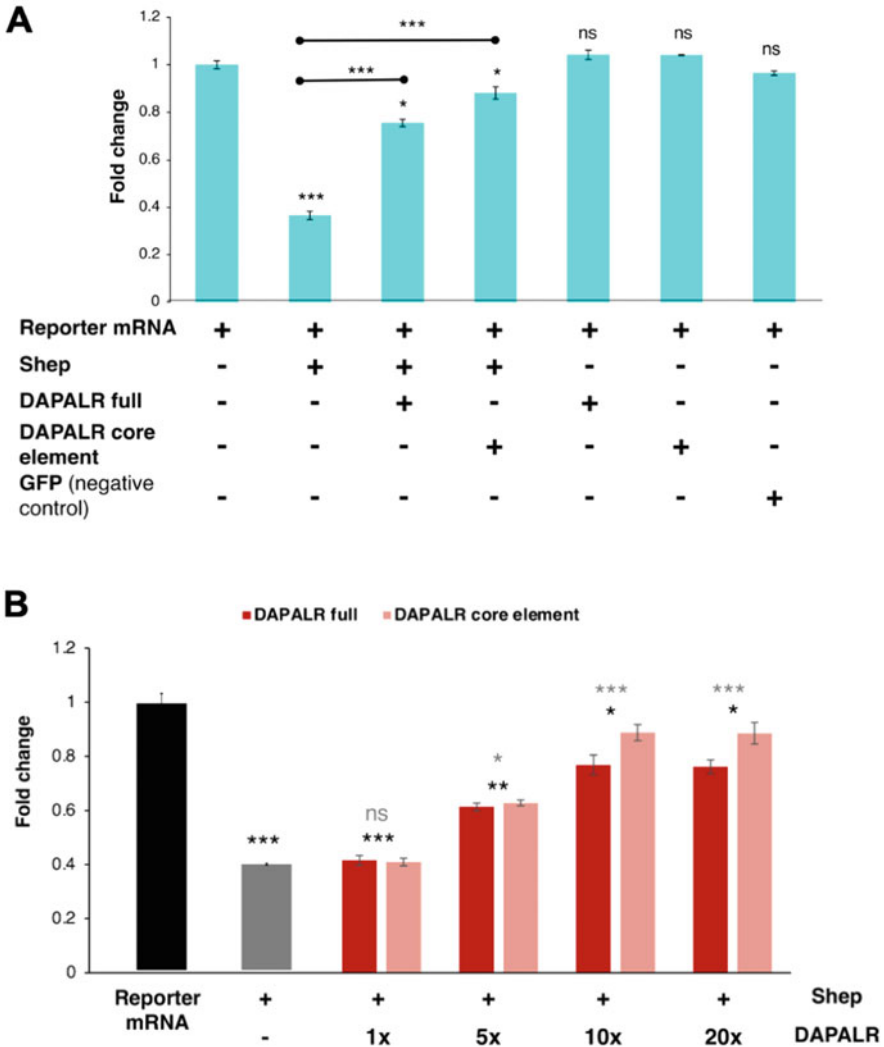 A
***
***
ns
ns
ns
*
*
***
1.2
1
0.8
0.6
0.4
0.2
0
Fold change
Reporter mRNA + + + + + + +
Shep - + + + - - -
DAPALR full - - + - + - -
DAPALR core
element - - - + - + -
GFP (negative
control) - - - - - - +
B
DAPALR full DAPALR core element
1.2
1
0.8
0.6
0.4
0.2
0
Fold change
***
ns
***
*
**
***
*
***
*
Reporter
mRNA
+ + + + + Shep
- 1x 5x 10x 20x DAPALR